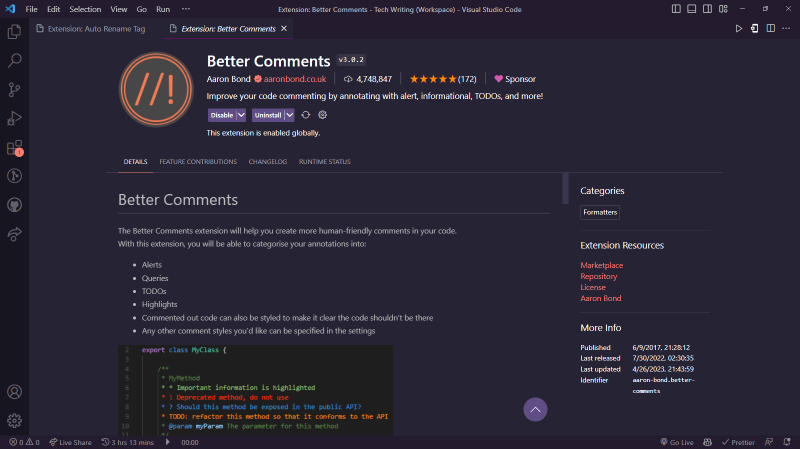 File Edit Selection View Go Run ··· Extension: Better Comments - Tech Writing (Workspace) - Visual Studio Code
Extension: Auto Rename Tag Extension: Better Comments
//!
Better Comments v3.0.2
Aaron Bond aaronbond.co.uk 4,748,847 (172) Sponsor
Improve your code commenting by annotating with alert, informational, TODOs, and more!
Disable Uninstall
This extension is enabled globally.
1
DETAILS FEATURE CONTRIBUTIONS CHANGELOG RUNTIME STATUS
Better Comments
The Better Comments extension will help you create more human-friendly comments in your code.
With this extension, you will be able to categorise your annotations into:
• Alerts
• Queries
• TODOs
• Highlights
• Commented out code can also be styled to make it clear the code shouldn't be there
• Any other comment styles you'd like can be specified in the settings
2 export class MyClass {
3
4 /**
5 * MyMethod
6 * * Important information is highlighted
7 * ! Deprecated method, do not use
8 * ? Should this method be exposed in the public API?
9 * TODO: refactor this method so that it conforms to the API
10 * @param myParam The parameter for this method
11 */
Categories
Formatters
Extension Resources
Marketplace
Repository
License
Aaron Bond
More Info
Published 6/9/2017, 21:28:12
Last released 7/30/2022, 02:30:35
Last updated 4/26/2023, 21:43:59
Identifier aaron-bond.better-
comments
0 0 Live Share 3 hrs 13 mins 00:00 Go Live Prettier